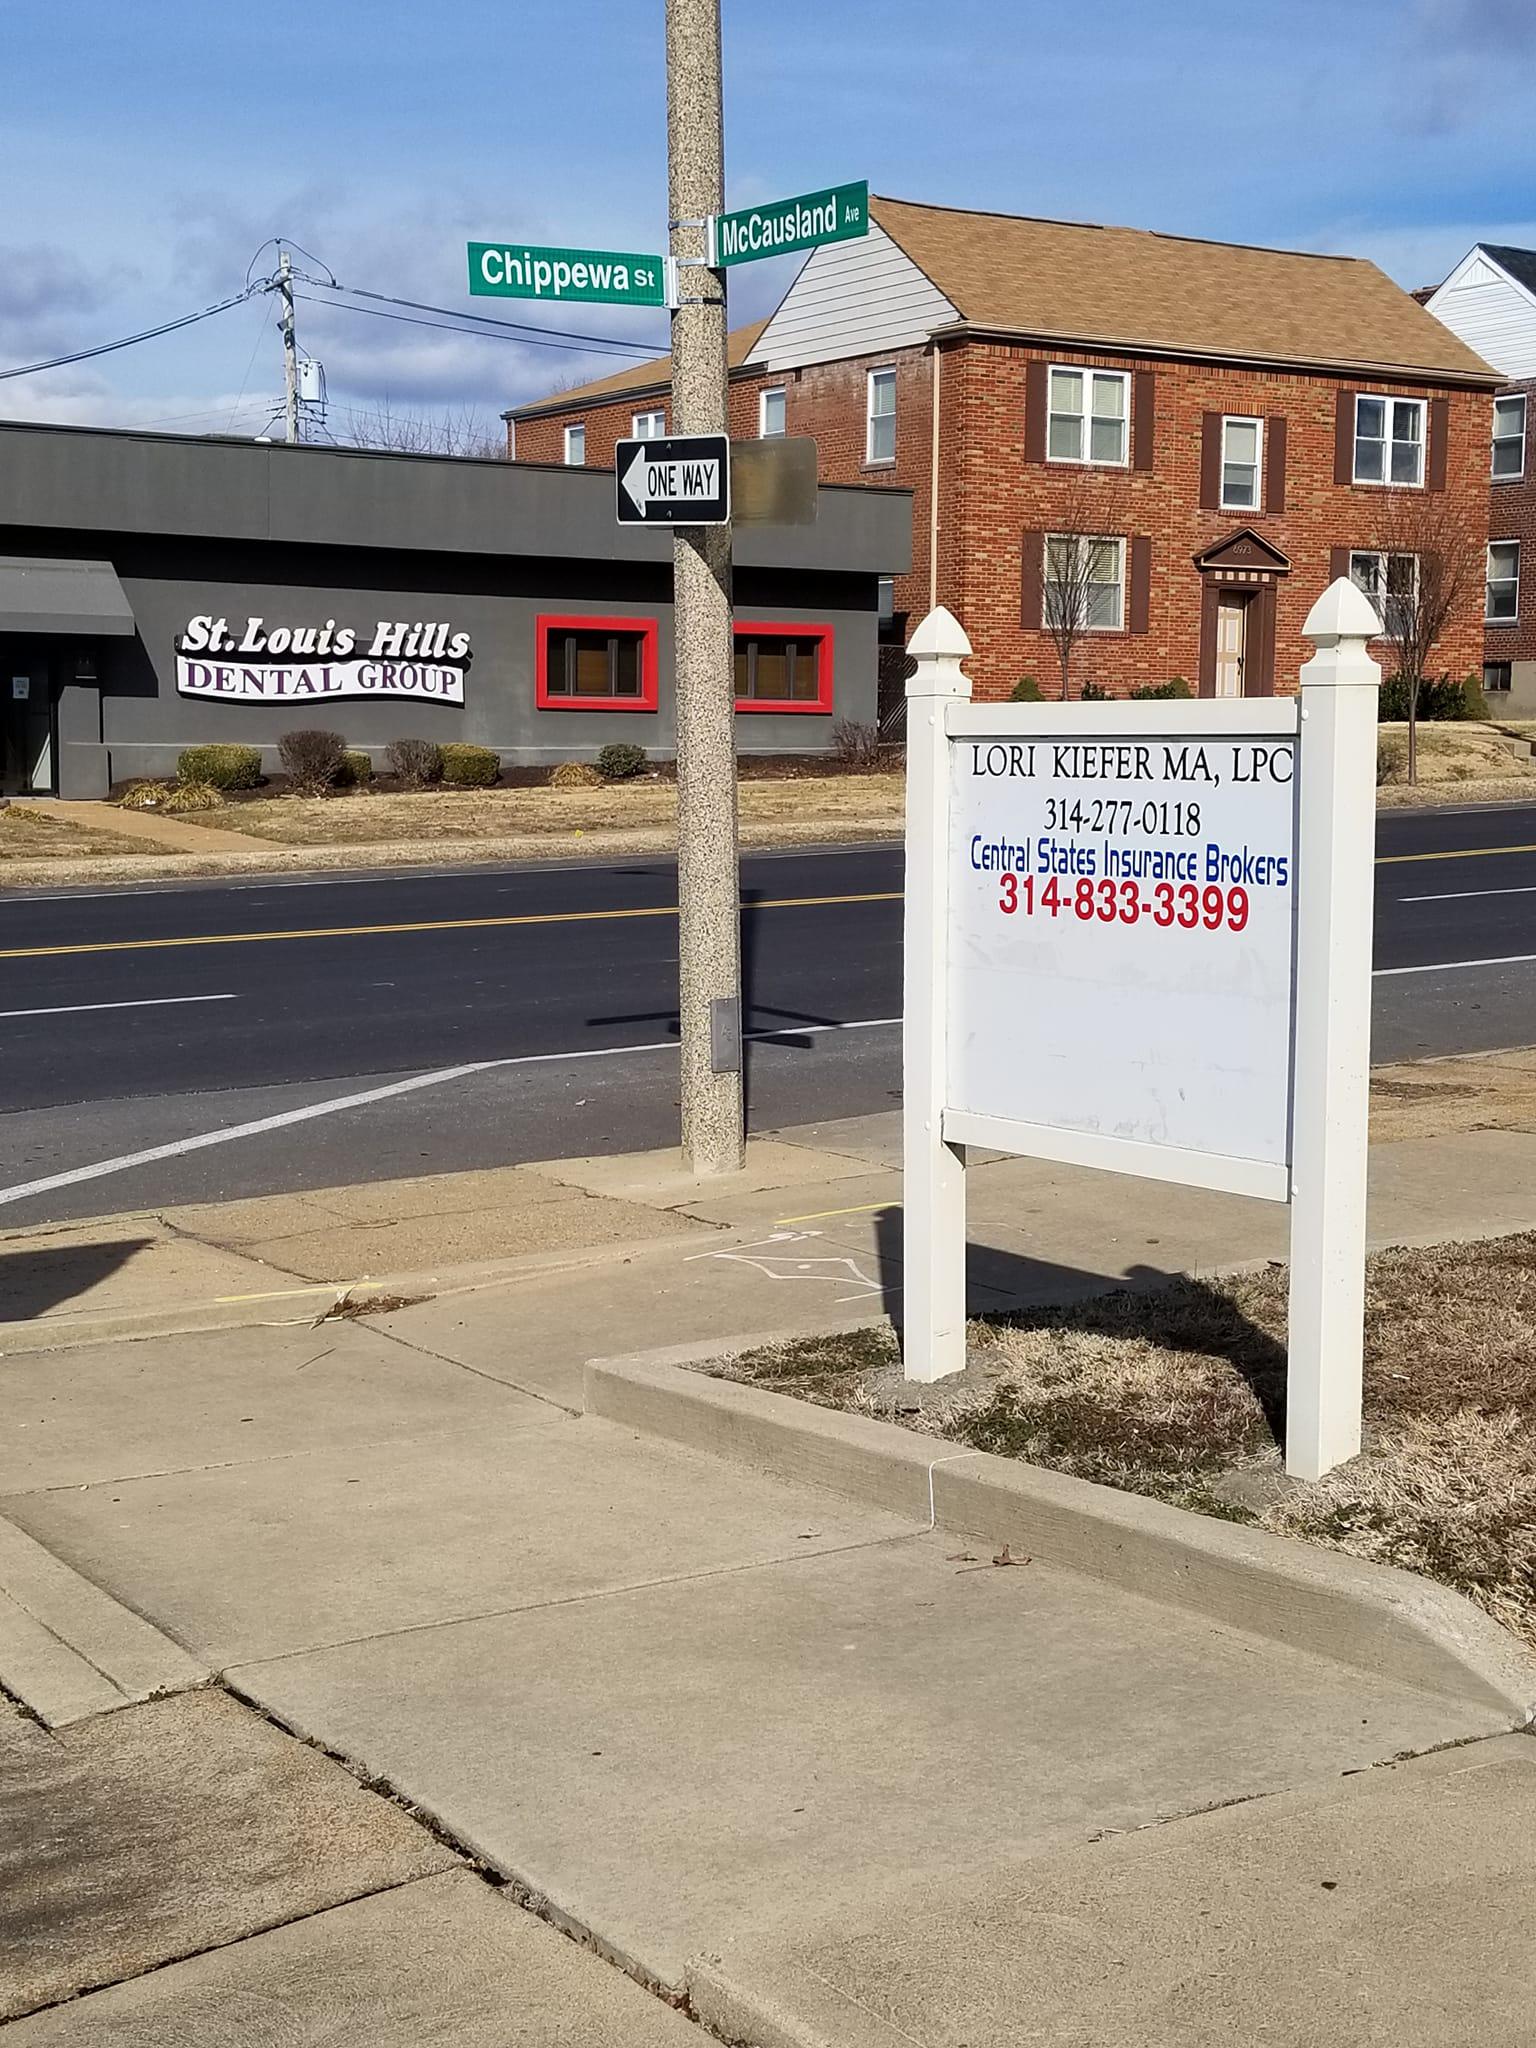 McCausland Ave
Chippewa St
ONE WAY
6973
St. Louis Hills
DENTAL GROUP
LORI KIEFER MA, LPC
314-277-0118
Central States Insurance Brokers
314-833-3399